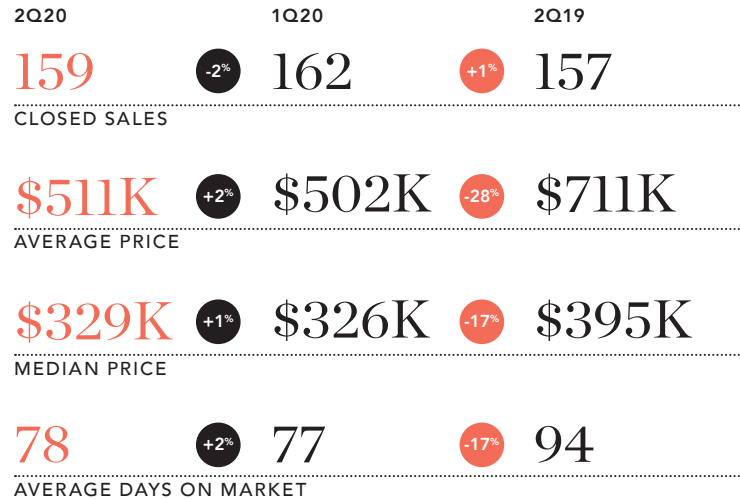 2Q20 1Q20 2Q19
159 -2% 162 +1% 157
CLOSED SALES
$511K +2% $502K -28% $711K
AVERAGE PRICE
$329K +1% $326K -17% $395K
MEDIAN PRICE
78 +2% 77 -17% 94
AVERAGE DAYS ON MARKET